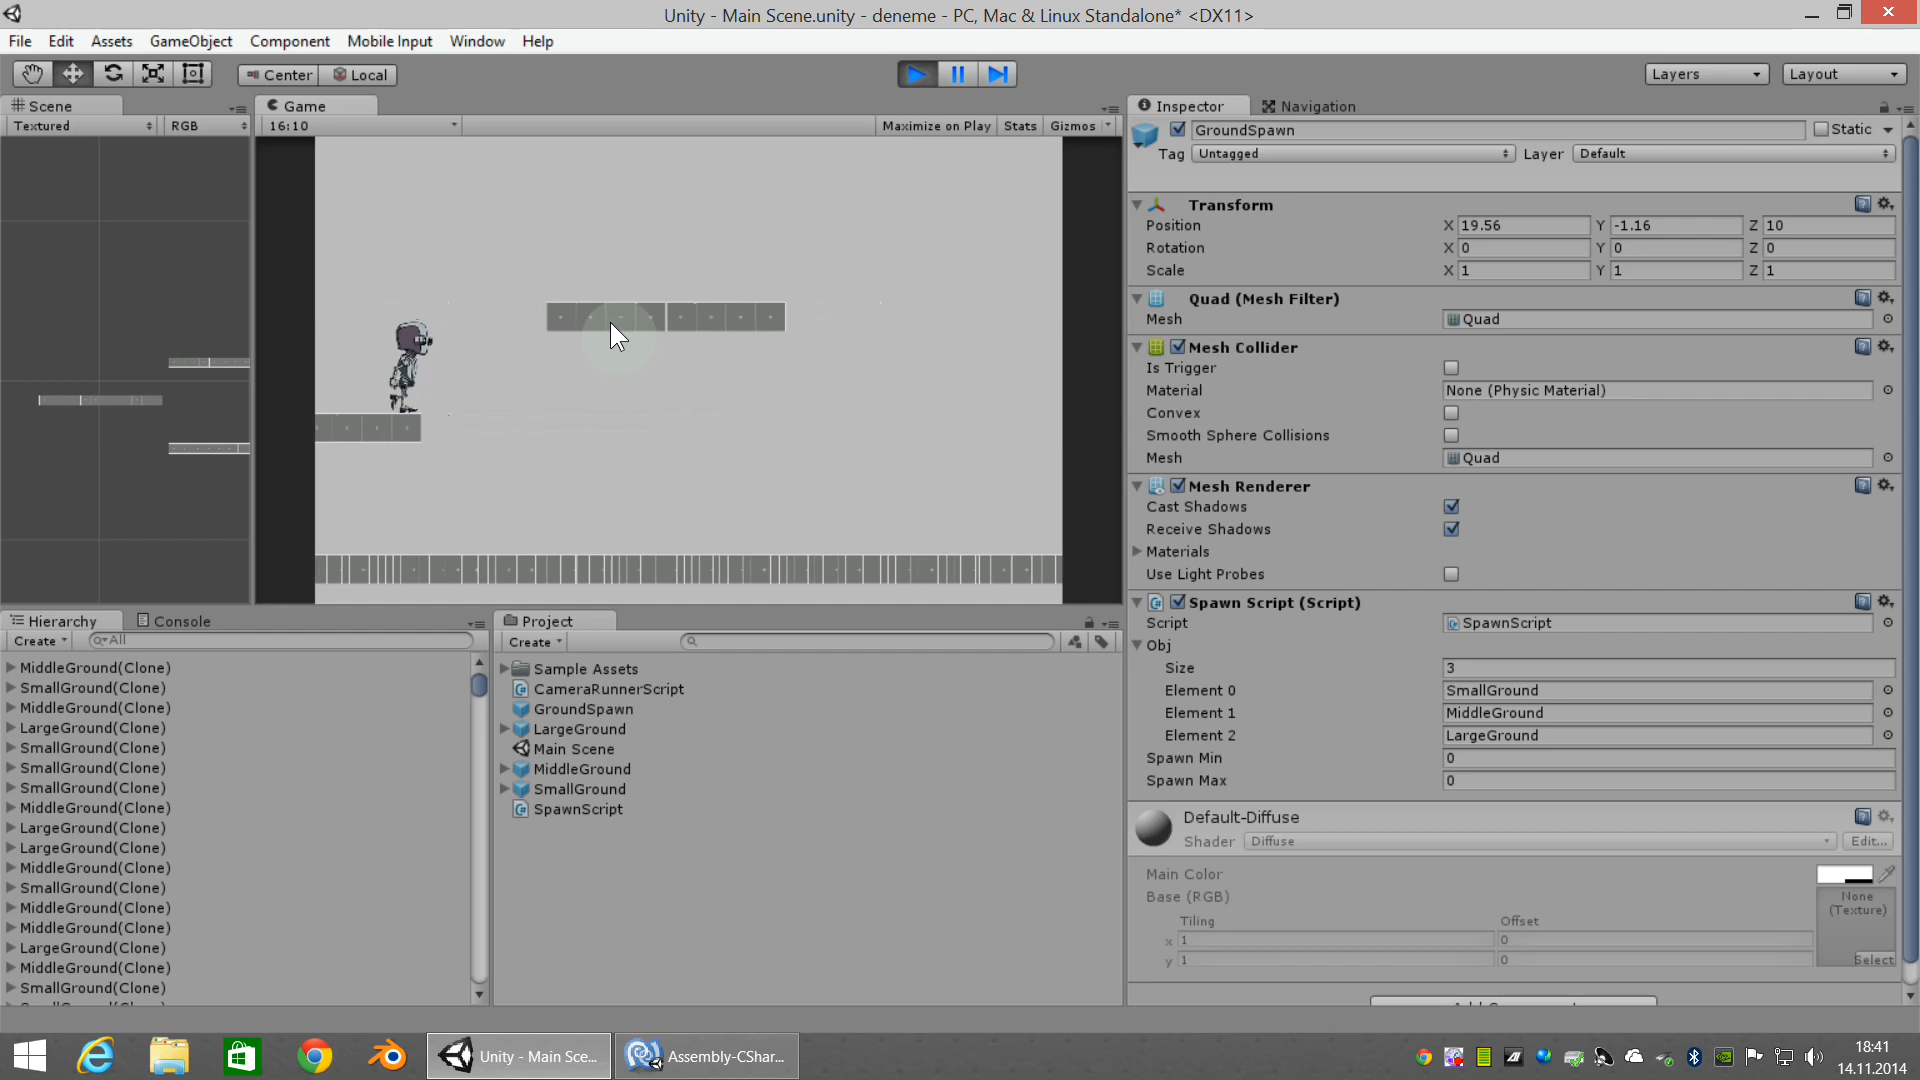 Unity - Main Scene.unity - deneme - PC, Mac & Linux Standalone* <DX11>
File Edit Assets GameObject Component Mobile Input Window Help
Center Local Layers Layout
Scene Game Inspector Navigation
Textured RGB 16:10 Maximize on Play Stats Gizmos
GroundSpawn Static
Tag Untagged Layer Default
Transform
Position X 19.56 Y -1.16 Z 10
Rotation X 0 Y 0 Z 0
Scale X 1 Y 1 Z 1
Quad (Mesh Filter)
Mesh Quad
Mesh Collider
Is Trigger
Material None (Physic Material)
Convex
Smooth Sphere Collisions
Mesh Quad
Mesh Renderer
Cast Shadows
Receive Shadows
Materials
Use Light Probes
Spawn Script (Script)
Script SpawnScript
Obj
Size 3
Element 0 SmallGround
Element 1 MiddleGround
Element 2 LargeGround
Spawn Min 0
Spawn Max 0
Default-Diffuse
Shader Diffuse Edit...
Main Color
Base (RGB)
None
(Texture)
Tiling Offset
x 1 0
y 1 0
Select
Hierarchy Console
Create All
MiddleGround(Clone)
SmallGround(Clone)
MiddleGround(Clone)
LargeGround(Clone)
SmallGround(Clone)
SmallGround(Clone)
SmallGround(Clone)
MiddleGround(Clone)
LargeGround(Clone)
LargeGround(Clone)
MiddleGround(Clone)
SmallGround(Clone)
MiddleGround(Clone)
MiddleGround(Clone)
LargeGround(Clone)
MiddleGround(Clone)
SmallGround(Clone)
Project
Create
Sample Assets
CameraRunnerScript
GroundSpawn
LargeGround
Main Scene
MiddleGround
SmallGround
SpawnScript
Unity - Main Sce...
Assembly-CShar...
18:41
14.11.2014